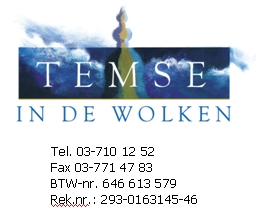 TEMSE
IN DE WOLKEN
Tel. 03-710 12 52
Fax 03-771 47 83
BTW-nr. 646 613 579
Rek.nr.: 293-0163145-46